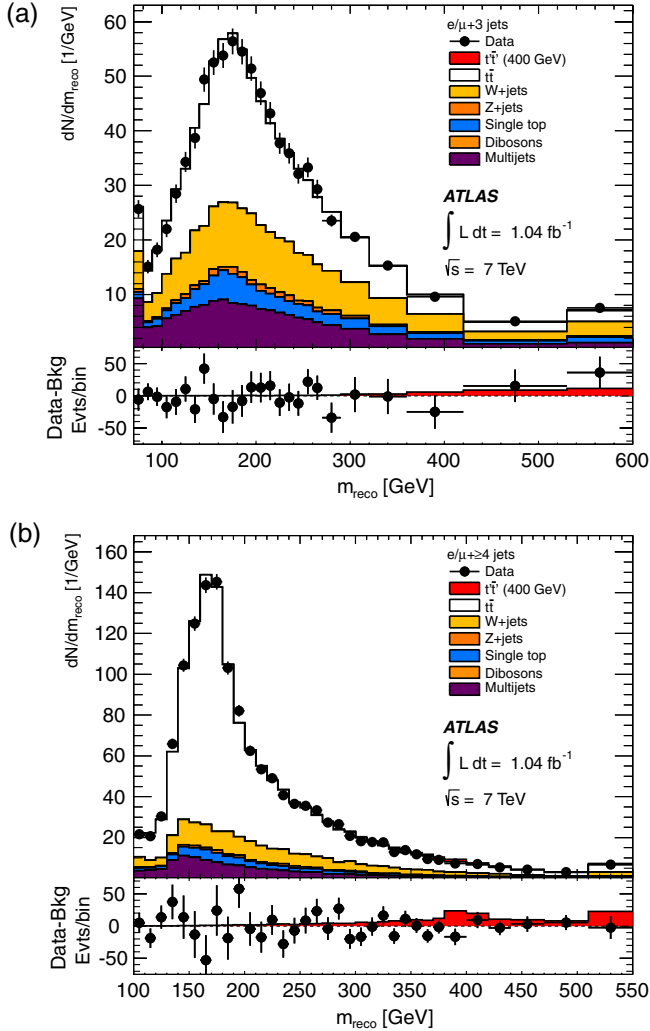 (a)
dN/dm_reco [1/GeV]
60
50
40
30
20
10
e/μ+3 jets
Data
t't̄' (400 GeV)
tt̄
W+jets
Z+jets
Single top
Dibosons
Multijets
ATLAS
∫ L dt = 1.04 fb⁻¹
√s = 7 TeV
Data-Bkg
Evts/bin
50
0
-50
100 200 300 400 500 600
m_reco [GeV]
(b)
dN/dm_reco [1/GeV]
160
140
120
100
80
60
40
20
e/μ+≥4 jets
Data
t't̄' (400 GeV)
tt̄
W+jets
Z+jets
Single top
Dibosons
Multijets
ATLAS
∫ L dt = 1.04 fb⁻¹
√s = 7 TeV
Data-Bkg
Evts/bin
50
0
-50
100 150 200 250 300 350 400 450 500 550
m_reco [GeV]